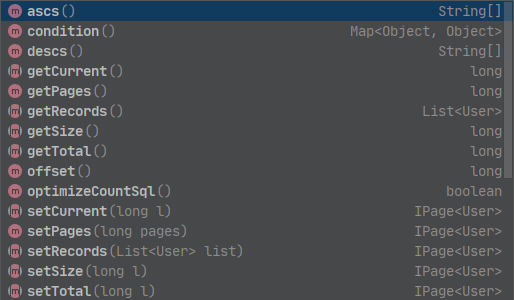 m ascs() String[]
m condition() Map<Object, Object>
m descs() String[]
m getCurrent() long
m getPages() long
m getRecords() List<User>
m getSize() long
m getTotal() long
m offset() long
m optimizeCountSql() boolean
m setCurrent(long l) IPage<User>
m setPages(long pages) IPage<User>
m setRecords(List<User> list) IPage<User>
m setSize(long l) IPage<User>
m setTotal(long l) IPage<User>